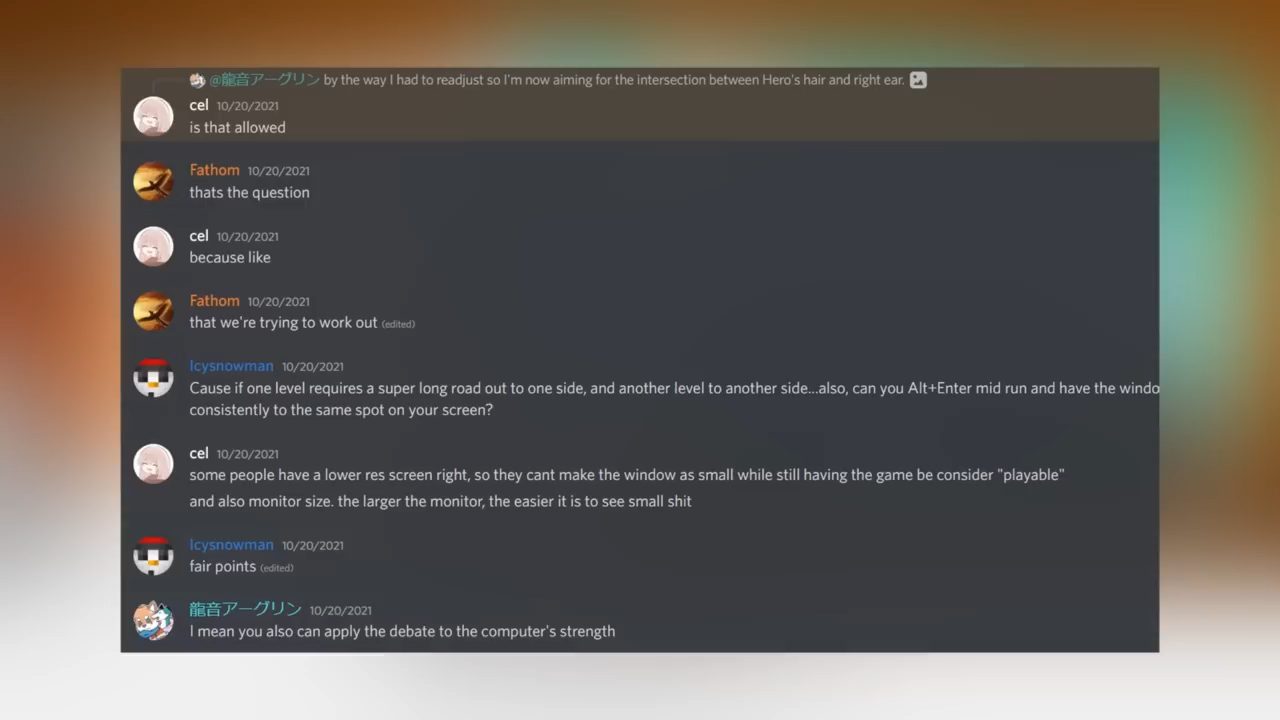 @龍音アーグリン by the way I had to readjust so I'm now aiming for the intersection between Hero's hair and right ear.
cel 10/20/2021
is that allowed
Fathom 10/20/2021
thats the question
cel 10/20/2021
because like
Fathom 10/20/2021
that we're trying to work out (edited)
Icysnowman 10/20/2021
Cause if one level requires a super long road out to one side, and another level to another side...also, can you Alt+Enter mid run and have the windo
consistently to the same spot on your screen?
cel 10/20/2021
some people have a lower res screen right, so they cant make the window as small while still having the game be consider "playable"
and also monitor size. the larger the monitor, the easier it is to see small shit
Icysnowman 10/20/2021
fair points (edited)
龍音アーグリン 10/20/2021
I mean you also can apply the debate to the computer's strength